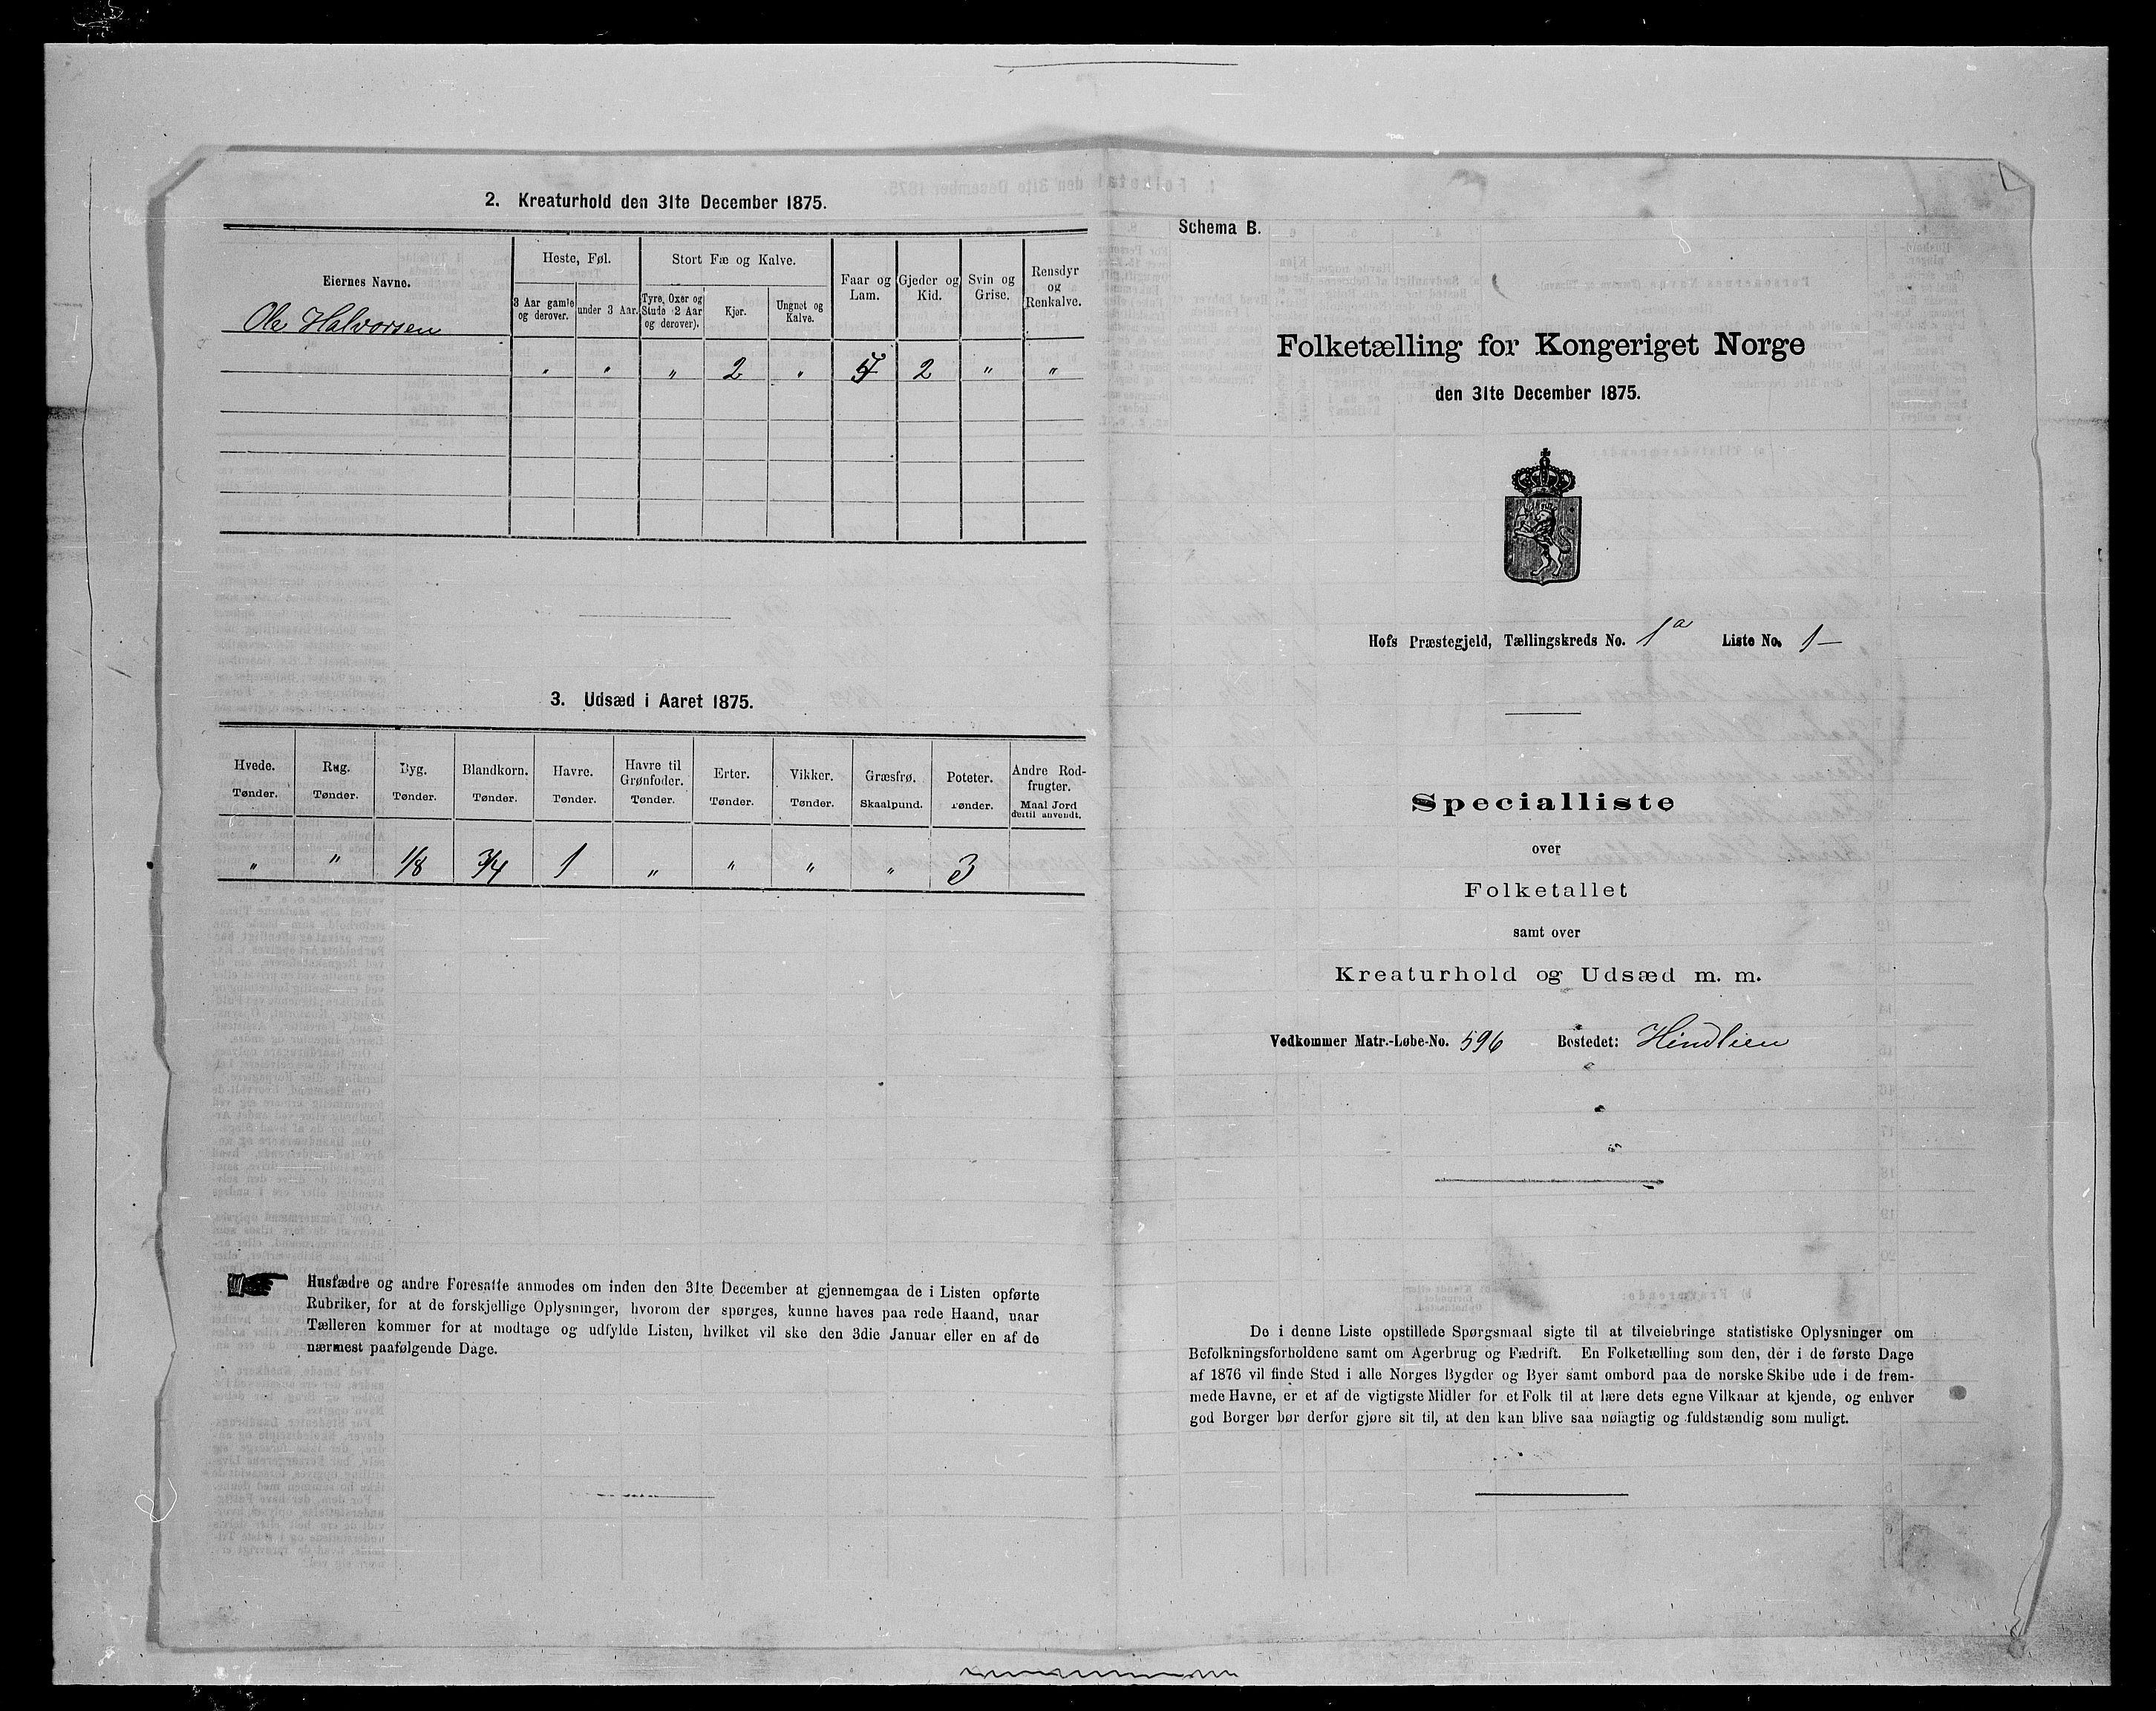 2. Kreaturhold den 31te December 1875.
Eiernes Navne.
Heste, Føl.
Stort Fæ og Kalve.
Faar og Lam.
Gjeder og Kid.
Svin og Grise.
Rensdyr og Renkalve.
3 Aar gamle og derover.
under 3 Aar.
Tyre, Oxer og Stude (2 Aar og derover).
Kjør.
Ungnøt og Kalve.
Ole Halvorsen
" " " 2 " 2 " "
3. Udsæd i Aaret 1875.
Hvede. Rug. Byg. Blandkorn. Havre. Havre til Grønfoder. Erter. Vikker. Græsfrø. Poteter. Andre Rodfrugter.
Tønder. Tønder. Tønder. Tønder. Tønder. Tønder. Tønder. Tønder. Skaalpund. Tønder. Maal Jord dertil anvendt.
" " 1/8 3/4 1 " " " " 3
Husfædre og andre Foresatte anmodes om inden den 31te December at gjennemgaa de i Listen opførte
Rubriker, for at de forskjellige Oplysninger, hvorom der spørges, kunne haves paa rede Haand, naar
Tælleren kommer for at modtage og udfylde Listen, hvilket vil ske den 3die Januar eller en af de
nærmest paafølgende Dage.
Schema B.
Folketælling for Kongeriget Norge
den 31te December 1875.
Hofs Præstegjeld, Tællingskreds No. 1a Liste No. 1 —
Specialliste
over
Folketallet
samt over
Kreaturhold og Udsæd m. m.
Vedkommer Matr.-Løbe-No. 596 Bostedet: Hindlien
De i denne Liste opstillede Spørgsmaal sigte til at tilveiebringe statistiske Oplysninger om
Befolkningsforholdene samt om Agerbrug og Fædrift. En Folketælling som den, der i de første Dage
af 1876 vil finde Sted i alle Norges Bygder og Byer samt ombord paa de norske Skibe ude i de frem-
mede Havne, er et af de vigtigste Midler for et Folk til at lære dets egne Vilkaar at kjende, og enhver
god Borger bør derfor gjøre sit til, at den kan blive saa nøiagtig og fuldstændig som muligt.